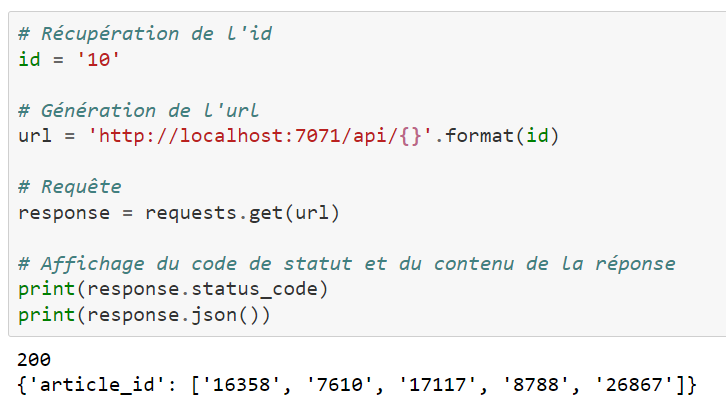 # Récupération de l'id
id = '10'
# Génération de l'url
url = 'http://localhost:7071/api/{}'.format(id)
# Requête
response = requests.get(url)
# Affichage du code de statut et du contenu de la réponse
print(response.status_code)
print(response.json())
200
{'article_id': ['16358', '7610', '17117', '8788', '26867']}